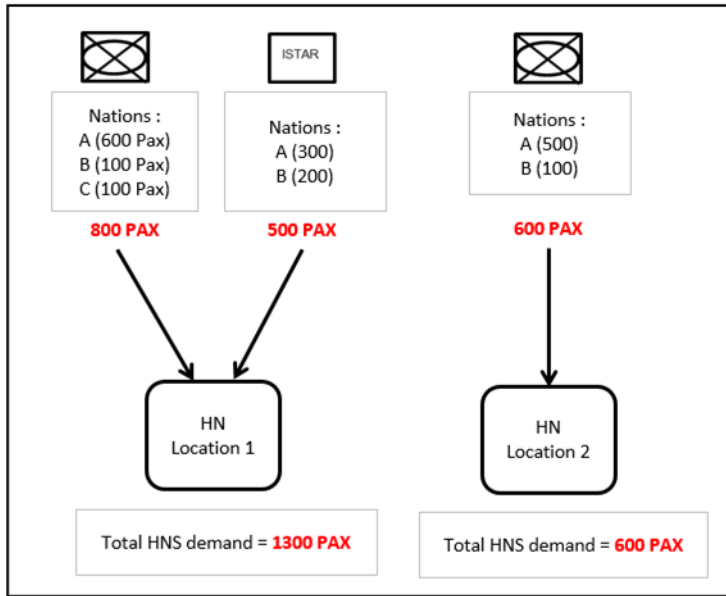 ISTAR
Nations :
A (600 Pax)
B (100 Pax)
C (100 Pax)
Nations :
A (300)
B (200)
Nations :
A (500)
B (100)
800 PAX
500 PAX
600 PAX
HN
Location 1
HN
Location 2
Total HNS demand = 1300 PAX
Total HNS demand = 600 PAX